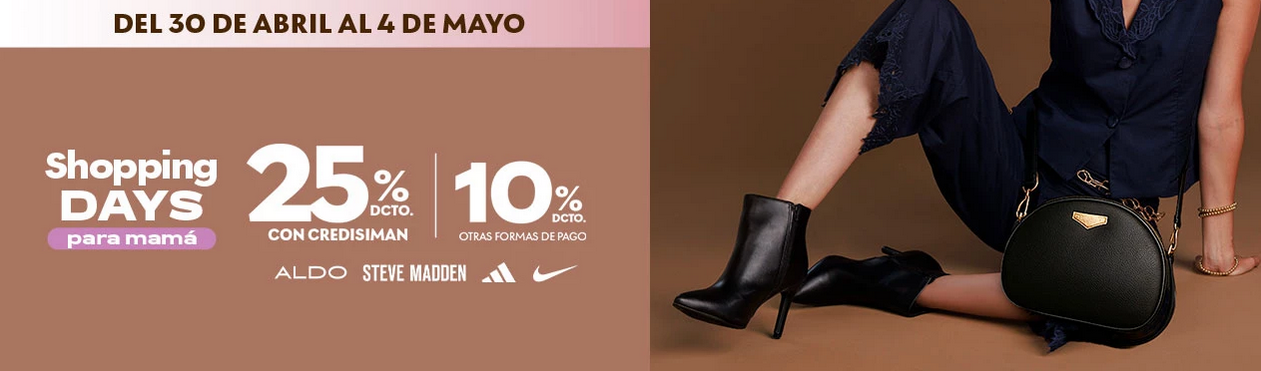 DEL 30 DE ABRIL AL 4 DE MAYO
Shopping
DAYS
para mamá
25% DCTO.
CON CREDISIMAN
10% DCTO.
OTRAS FORMAS DE PAGO
ALDO STEVE MADDEN